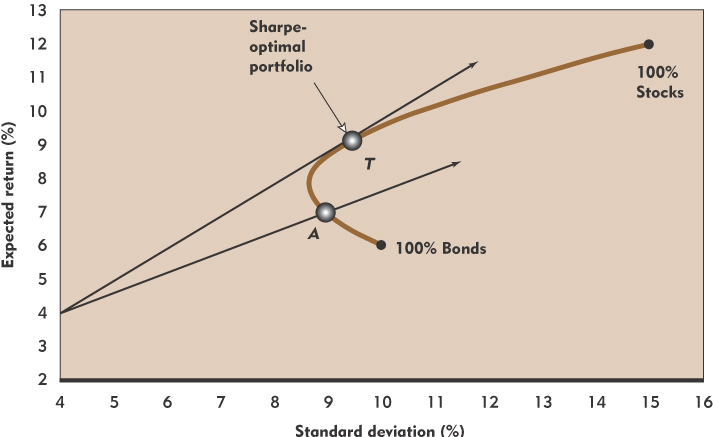 13
12
11
10
9
8
7
6
5
4
3
2
Expected return (%)
Sharpe-
optimal
portfolio
100%
Stocks
T
A
100% Bonds
4 5 6 7 8 9 10 11 12 13 14 15 16
Standard deviation (%)